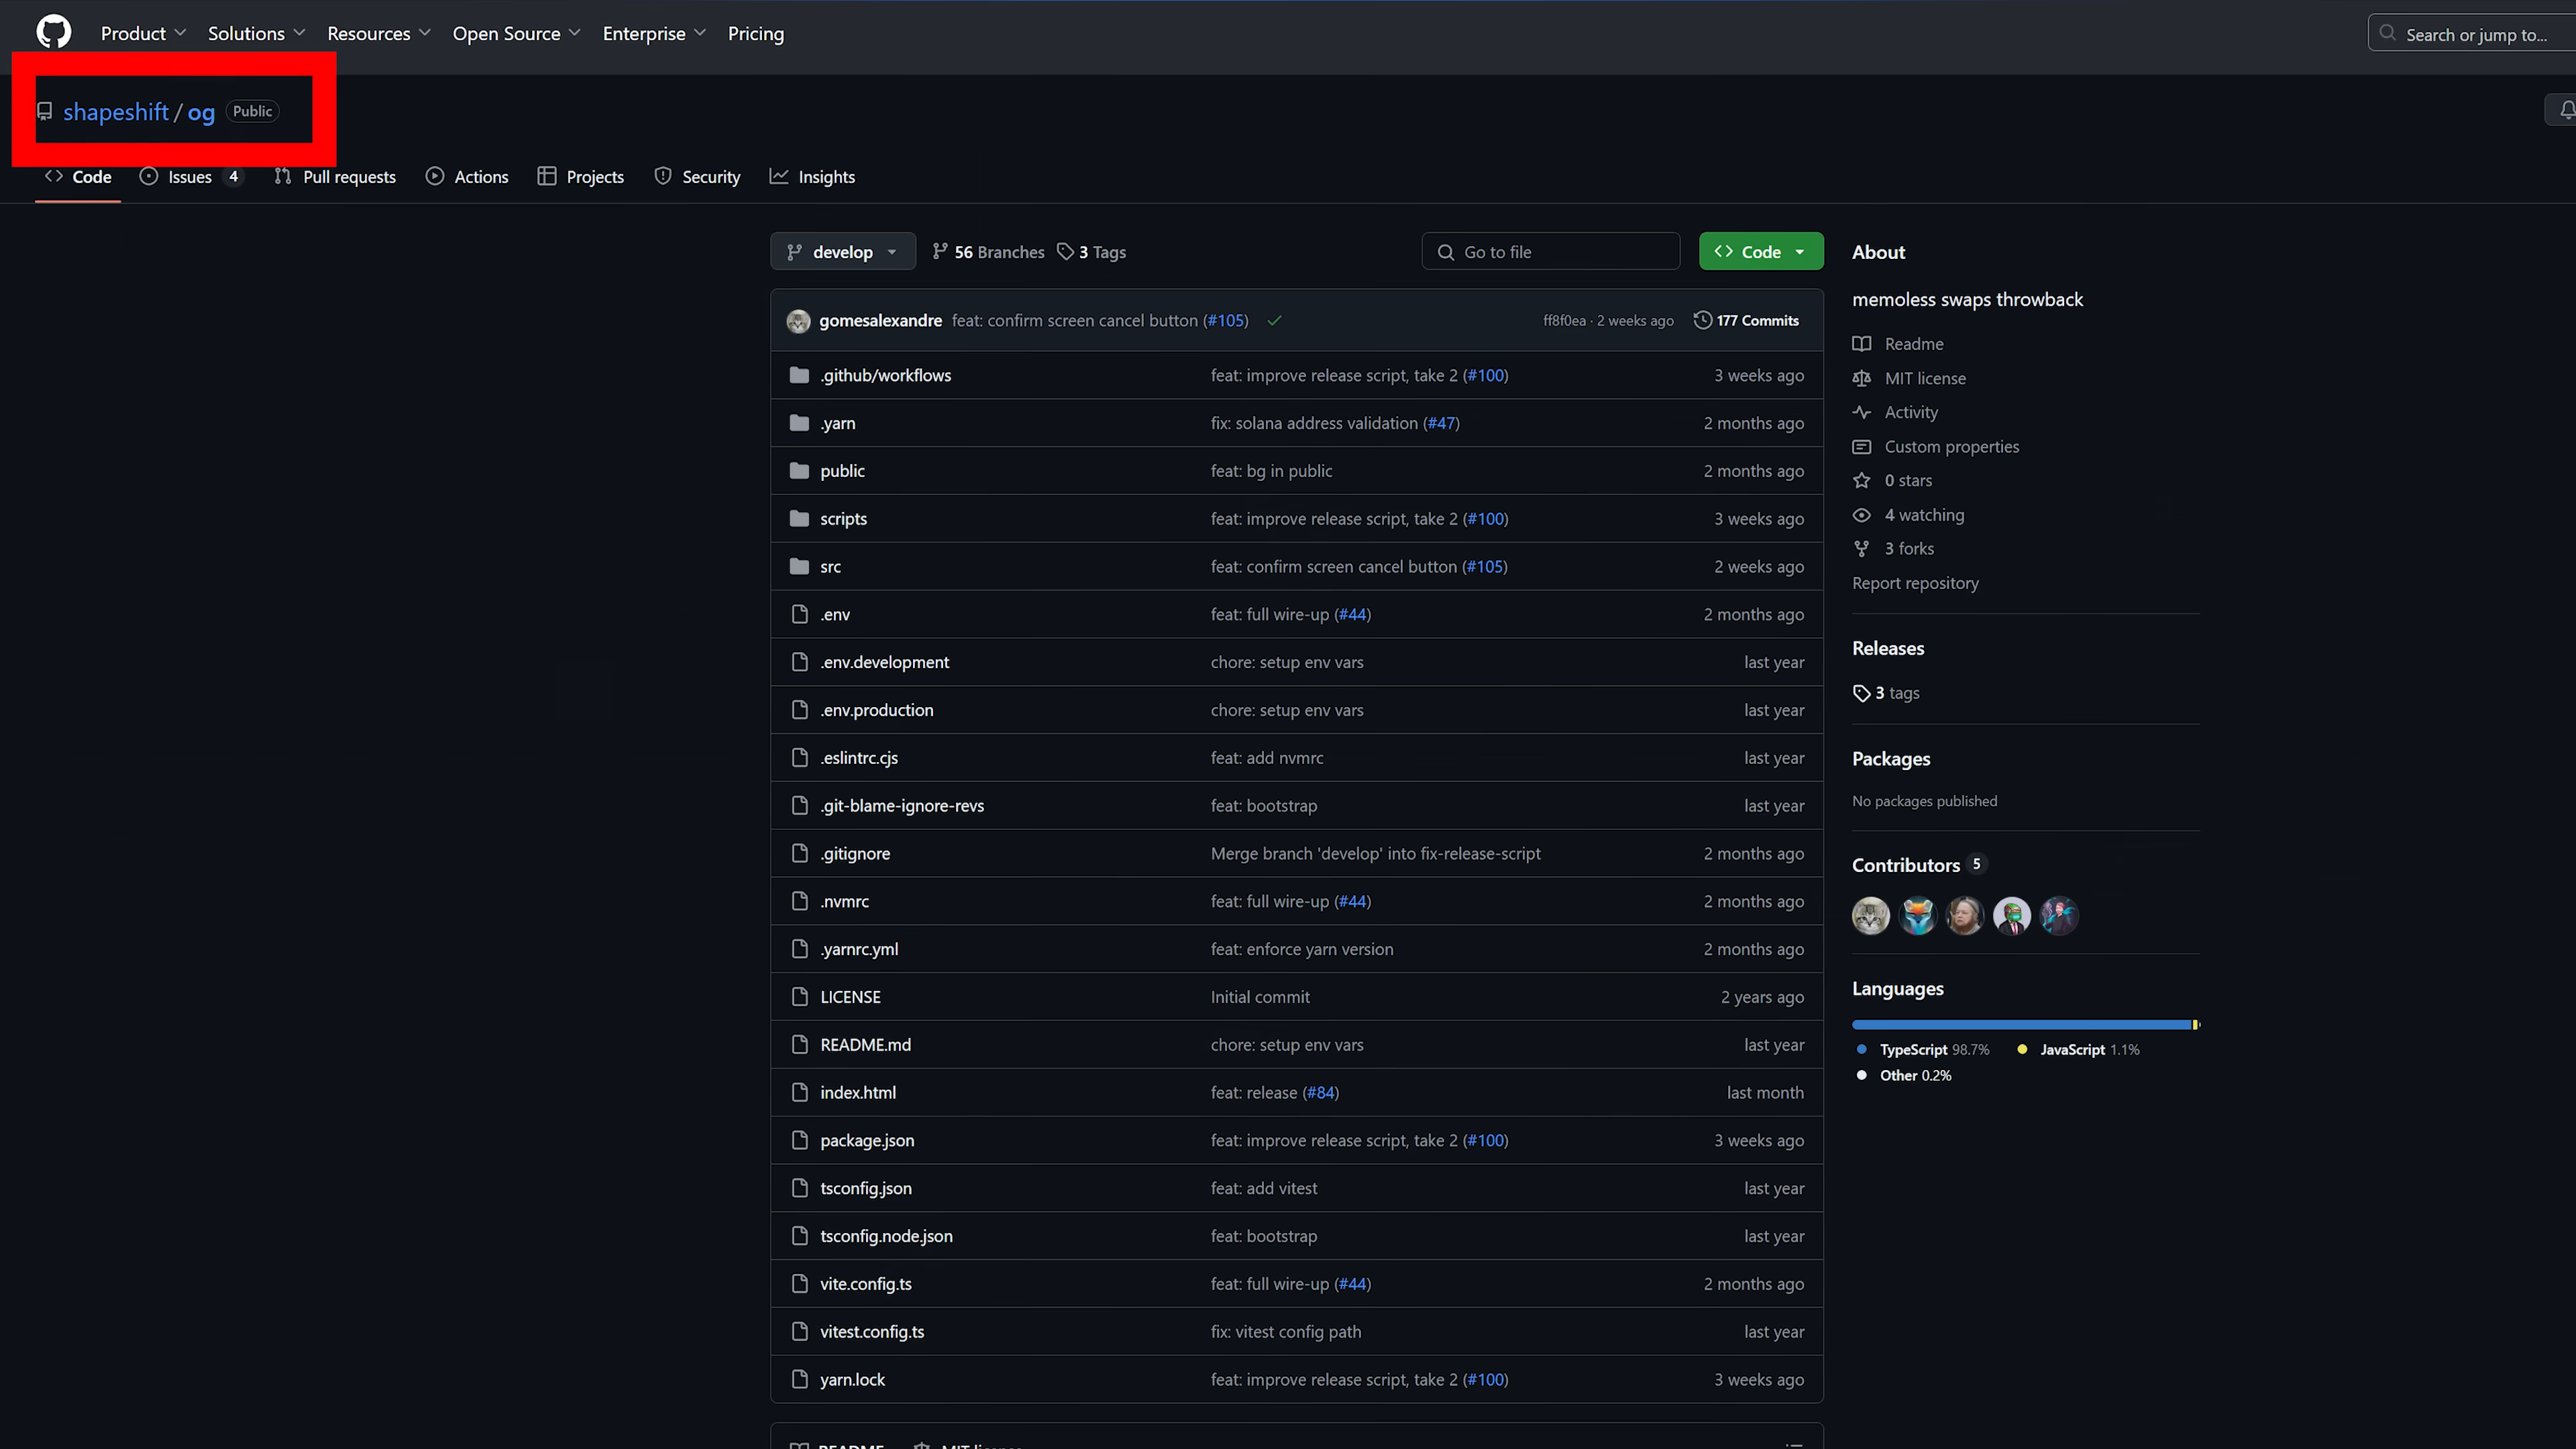 Product Solutions Resources Open Source Enterprise Pricing Search or jump to...
shapeshift / og Public
Code Issues 4 Pull requests Actions Projects Security Insights
develop 56 Branches 3 Tags Go to file Code
gomesalexandre feat: confirm screen cancel button (#105) ff8f0ea · 2 weeks ago 177 Commits
.github/workflows feat: improve release script, take 2 (#100) 3 weeks ago
.yarn fix: solana address validation (#47) 2 months ago
public feat: bg in public 2 months ago
scripts feat: improve release script, take 2 (#100) 3 weeks ago
src feat: confirm screen cancel button (#105) 2 weeks ago
.env feat: full wire-up (#44) 2 months ago
.env.development chore: setup env vars last year
.env.production chore: setup env vars last year
.eslintrc.cjs feat: add nvmrc last year
.git-blame-ignore-revs feat: bootstrap last year
.gitignore Merge branch 'develop' into fix-release-script 2 months ago
.nvmrc feat: full wire-up (#44) 2 months ago
.yarnrc.yml feat: enforce yarn version 2 months ago
LICENSE Initial commit 2 years ago
README.md chore: setup env vars last year
index.html feat: release (#84) last month
package.json feat: improve release script, take 2 (#100) 3 weeks ago
tsconfig.json feat: add vitest last year
tsconfig.node.json feat: bootstrap last year
vite.config.ts feat: full wire-up (#44) 2 months ago
vitest.config.ts fix: vitest config path last year
yarn.lock feat: improve release script, take 2 (#100) 3 weeks ago
README MIT license
About
memoless swaps throwback
Readme
MIT license
Activity
Custom properties
0 stars
4 watching
3 forks
Report repository
Releases
3 tags
Packages
No packages published
Contributors 5
Languages
TypeScript 98.7% JavaScript 1.1%
Other 0.2%